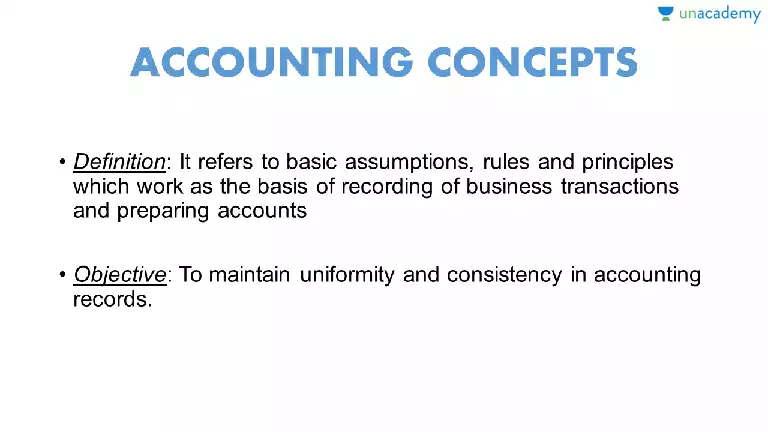 unacademy
ACCOUNTING CONCEPTS
• Definition: It refers to basic assumptions, rules and principles
which work as the basis of recording of business transactions
and preparing accounts
• Objective: To maintain uniformity and consistency in accounting
records.